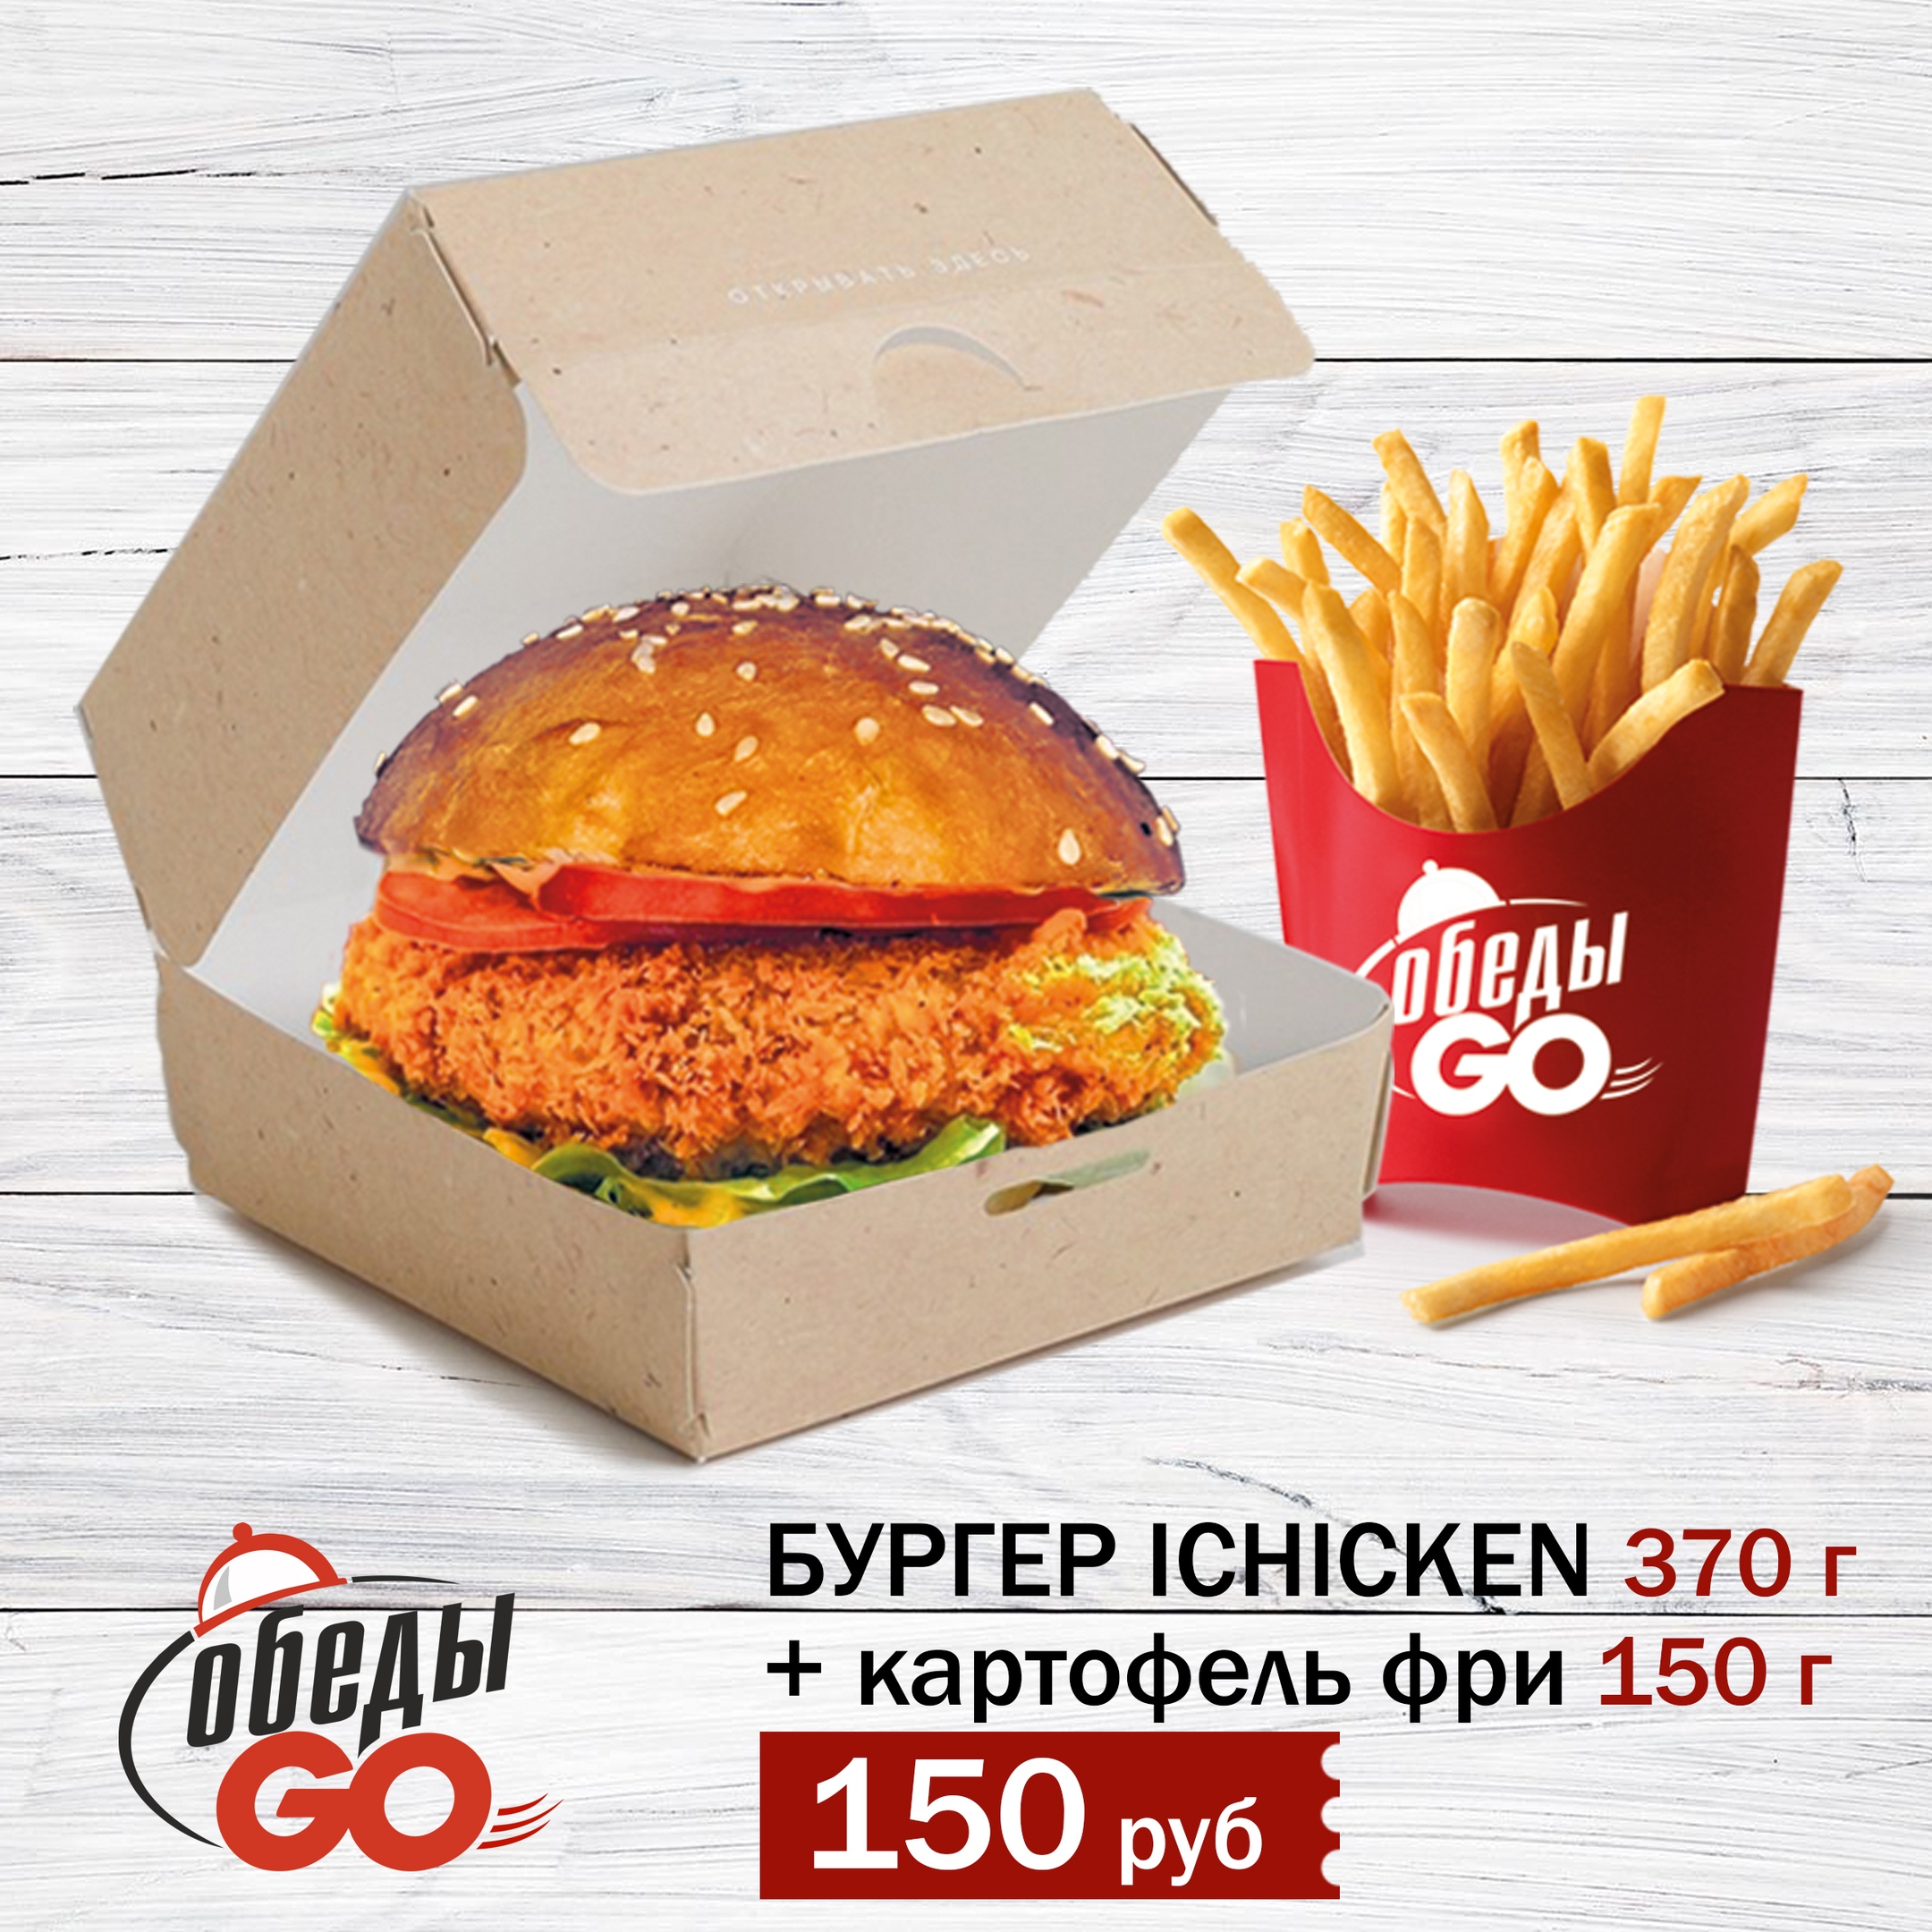 ОТКРЫВАТЬ ЗДЕСЬ
обеды
GO
БУРГЕР ICHICKEN 370 г
+ картофель фри 150 г
150 руб
обеды
GO